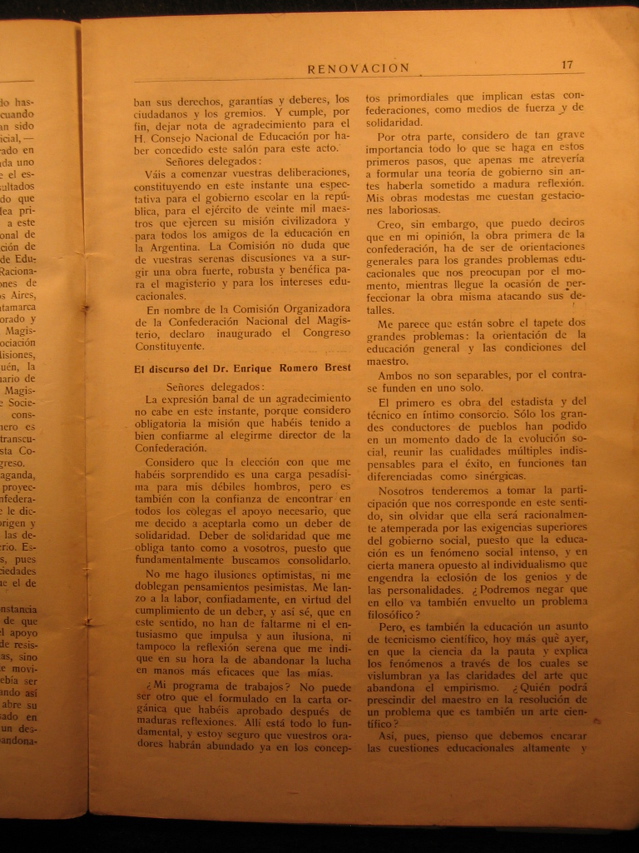 RENOVACION
17
ban sus derechos, garantías y deberes, los
ciudadanos y los gremios. Y cumple, por
fin, dejar nota de agradecimiento para el
H. Consejo Nacional de Educación por ha-
ber concedido este salón para este acto.
Señores delegados:
Váis a comenzar vuestras deliberaciones,
constituyendo en este instante una espec-
tativa para el gobierno escolar en la repú-
blica, para el ejército de veinte mil maes-
tros que ejercen su misión civilizadora y
para todos los amigos de la educación en
la Argentina. La Comisión no duda que
de vuestras serenas discusiones va a sur-
gir una obra fuerte, robusta y benéfica pa-
ra el magisterio y para los intereses edu-
cacionales.
En nombre de la Comisión Organizadora
de la Confederación Nacional del Magis-
terio, declaro inaugurado el Congreso
Constituyente.
El discurso del Dr. Enrique Romero Brest
Señores delegados:
La expresión banal de un agradecimiento
no cabe en este instante, porque considero
obligatoria la misión que habéis tenido a
bien confiarme al elegirme director de la
Confederación.
Considero que la elección con que me
habéis sorprendido es una carga pesadísi-
ma para mis débiles hombros, pero es
también con la confianza de encontrar en
todos los colegas el apoyo necesario, que
me decido a aceptarla como un deber de
solidaridad. Deber de solidaridad que me
obliga tanto como a vosotros, puesto que
fundamentalmente buscamos consolidarlo.
No me hago ilusiones optimistas, ni me
doblegan pensamientos pesimistas. Me lan-
zo a la labor, confiadamente, en virtud del
cumplimiento de un deber, y así sé, que en
este sentido, no han de faltarme ni el en-
tusiasmo que impulsa y aun ilusiona, ni
tampoco la reflexión serena que me indi-
que en su hora la de abandonar la lucha
en manos más eficaces que las mías.
¿Mi programa de trabajos? No puede
ser otro que el formulado en la carta or-
gánica que habéis aprobado después de
maduras reflexiones. Allí está todo lo fun-
damental, y estoy seguro que vuestros ora-
dores habrán abundado ya en los concep-
tos primordiales que implican estas con-
federaciones, como medios de fuerza y de
solidaridad.
Por otra parte, considero de tan grave
importancia todo lo que se haga en estos
primeros pasos, que apenas me atrevería
a formular una teoría de gobierno sin an-
tes haberla sometido a madura reflexión.
Mis obras modestas me cuestan gestacio-
nes laboriosas.
Creo, sin embargo, que puedo deciros
que en mi opinión, la obra primera de la
confederación, ha de ser de orientaciones
generales para los grandes problemas edu-
cacionales que nos preocupan por el mo-
mento, mientras llegue la ocasión de per-
feccionar la obra misma atacando sus de-
talles.
Me parece que están sobre el tapete dos
grandes problemas: la orientación de la
educación general y las condiciones del
maestro.
Ambos no son separables, por el contra-
se funden en uno solo.
El primero es obra del estadista y del
técnico en íntimo consorcio. Sólo los gran-
des conductores de pueblos han podido
en un momento dado de la evolución so-
cial, reunir las cualidades múltiples indis-
pensables para el éxito, en funciones tan
diferenciadas como sinérgicas.
Nosotros tenderemos a tomar la parti-
cipación que nos corresponde en este senti-
do, sin olvidar que ella será racionalmen-
te atemperada por las exigencias superiores
del gobierno social, puesto que la educa-
ción es un fenómeno social intenso, y en
cierta manera opuesto al individualismo que
engendra la eclosión de los genios y de
las personalidades. ¿Podremos negar que
en ello va también envuelto un problema
filosófico?
Pero, es también la educación un asunto
de tecnicismo científico, hoy más qué ayer,
en que la ciencia da la pauta y explica
los fenómenos a través de los cuales se
vislumbran ya las claridades del arte que
abandona el empirismo. ¿Quién podrá
prescindir del maestro en la resolución de
un problema que es también un arte cien-
tífico?
Así, pues, pienso que debemos encarar
las cuestiones educacionales altamente y